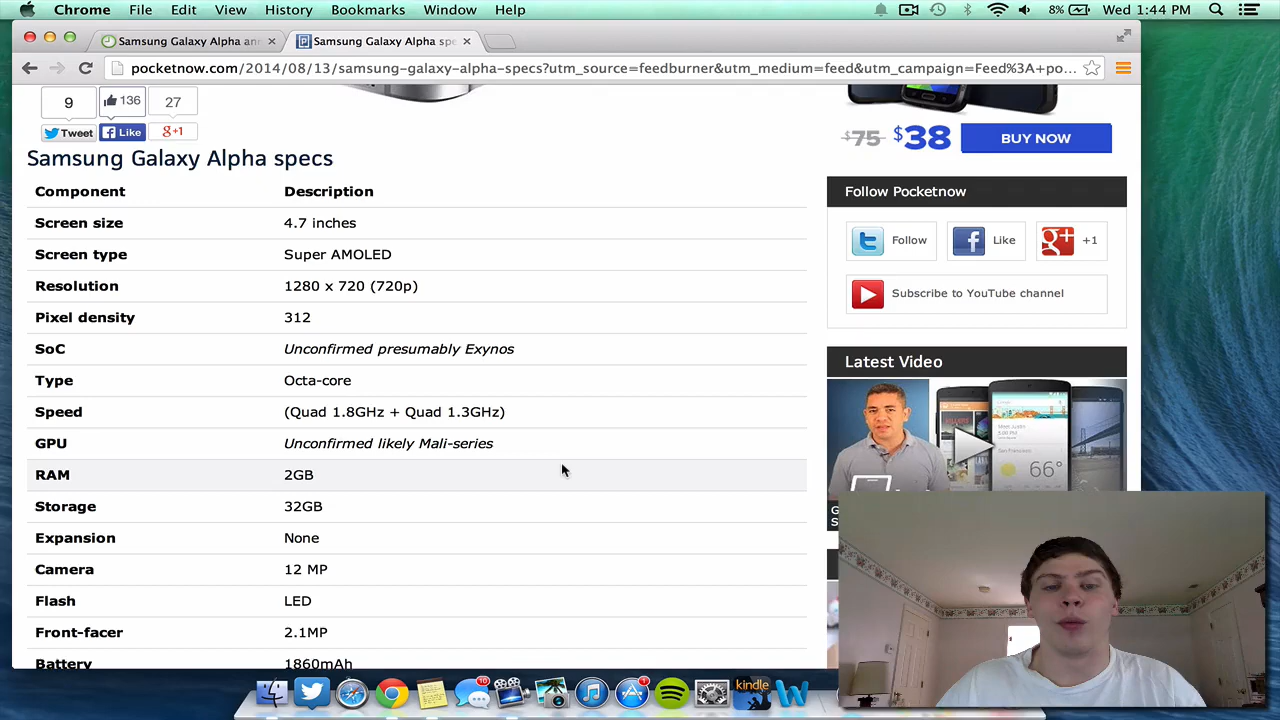 Chrome File Edit View History Bookmarks Window Help 8% Wed 1:44 PM
Samsung Galaxy Alpha ann
Samsung Galaxy Alpha spe
pocketnow.com/2014/08/13/samsung-galaxy-alpha-specs?utm_source=feedburner&utm_medium=feed&utm_campaign=Feed%3A+po...
9 136 27
Tweet Like g+1
$75 $38 BUY NOW
Samsung Galaxy Alpha specs
Component Description
Screen size 4.7 inches
Screen type Super AMOLED
Resolution 1280 x 720 (720p)
Pixel density 312
SoC Unconfirmed presumably Exynos
Type Octa-core
Speed (Quad 1.8GHz + Quad 1.3GHz)
GPU Unconfirmed likely Mali-series
RAM 2GB
Storage 32GB
Expansion None
Camera 12 MP
Flash LED
Front-facer 2.1MP
Battery 1860mAh
Follow Pocketnow
Follow Like +1
Subscribe to YouTube channel
Latest Video
66°
10
1
kindle